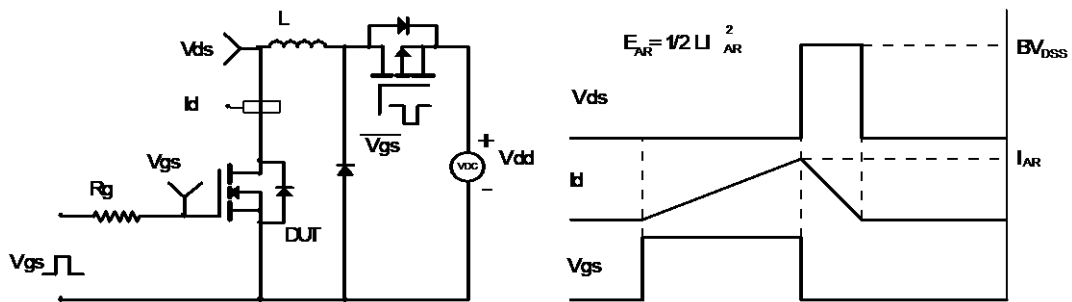 L
Vds
Id
Vgs
Rg
DUT
Vgs
Vgs
+
VDC
-
Vdd
E_AR = 1/2 LI²_AR
BV_DSS
Vds
I_AR
Id
Vgs